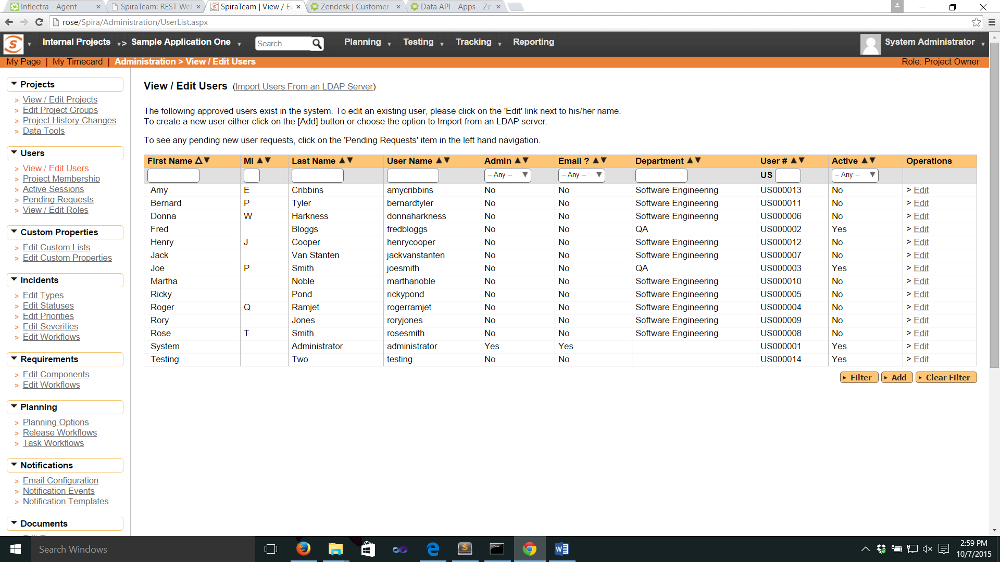 Inflectra - Agent
SpiraTeam: REST We
SpiraTeam | View / E
Zendesk | Customer
Data API - Apps - Ze
rose/Spira/Administration/UserList.aspx
Internal Projects > Sample Application One Search Planning Testing Tracking Reporting System Administrator
My Page | My Timecard | Administration > View / Edit Users Role: Project Owner
Projects
> View / Edit Projects
> Edit Project Groups
> Project History Changes
> Data Tools
Users
> View / Edit Users
> Project Membership
> Active Sessions
> Pending Requests
> View / Edit Roles
Custom Properties
> Edit Custom Lists
> Edit Custom Properties
Incidents
> Edit Types
> Edit Statuses
> Edit Priorities
> Edit Severities
> Edit Workflows
Requirements
> Edit Components
> Edit Workflows
Planning
> Planning Options
> Release Workflows
> Task Workflows
Notifications
> Email Configuration
> Notification Events
> Notification Templates
Documents
View / Edit Users (Import Users From an LDAP Server)
The following approved users exist in the system. To edit an existing user, please click on the 'Edit' link next to his/her name.
To create a new user either click on the [Add] button or choose the option to Import from an LDAP server.
To see any pending new user requests, click on the 'Pending Requests' item in the left hand navigation.
First Name MI Last Name User Name Admin Email ? Department User # Active Operations
-- Any -- -- Any -- US -- Any --
Amy E Cribbins amycribbins No No Software Engineering US000013 No > Edit
Bernard P Tyler bernardtyler No No Software Engineering US000011 No > Edit
Donna W Harkness donnaharkness No No Software Engineering US000006 No > Edit
Fred Bloggs fredbloggs No No QA US000002 Yes > Edit
Henry J Cooper henrycooper No No Software Engineering US000012 No > Edit
Jack Van Stanten jackvanstanten No No Software Engineering US000007 No > Edit
Joe P Smith joesmith No No QA US000003 Yes > Edit
Martha Noble marthanoble No No Software Engineering US000010 No > Edit
Ricky Pond rickypond No No Software Engineering US000005 No > Edit
Roger Q Ramjet rogerramjet No No Software Engineering US000004 No > Edit
Rory Jones roryjones No No Software Engineering US000009 No > Edit
Rose T Smith rosesmith No No Software Engineering US000008 No > Edit
System Administrator administrator Yes Yes US000001 Yes > Edit
Testing Two testing No No US000014 Yes > Edit
Filter Add Clear Filter
Search Windows
2:59 PM
10/7/2015